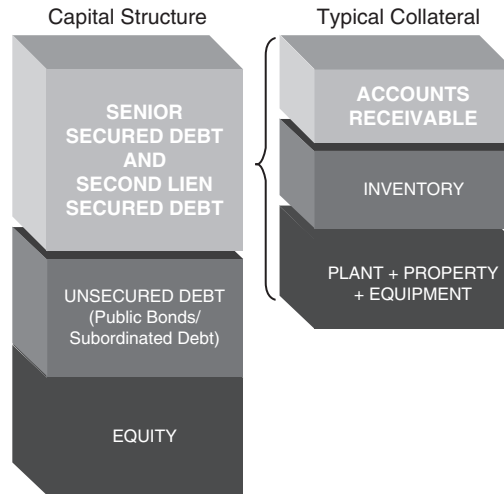 Capital Structure
SENIOR
SECURED DEBT
AND
SECOND LIEN
SECURED DEBT
UNSECURED DEBT
(Public Bonds/
Subordinated Debt)
EQUITY
Typical Collateral
ACCOUNTS
RECEIVABLE
INVENTORY
PLANT + PROPERTY
+ EQUIPMENT